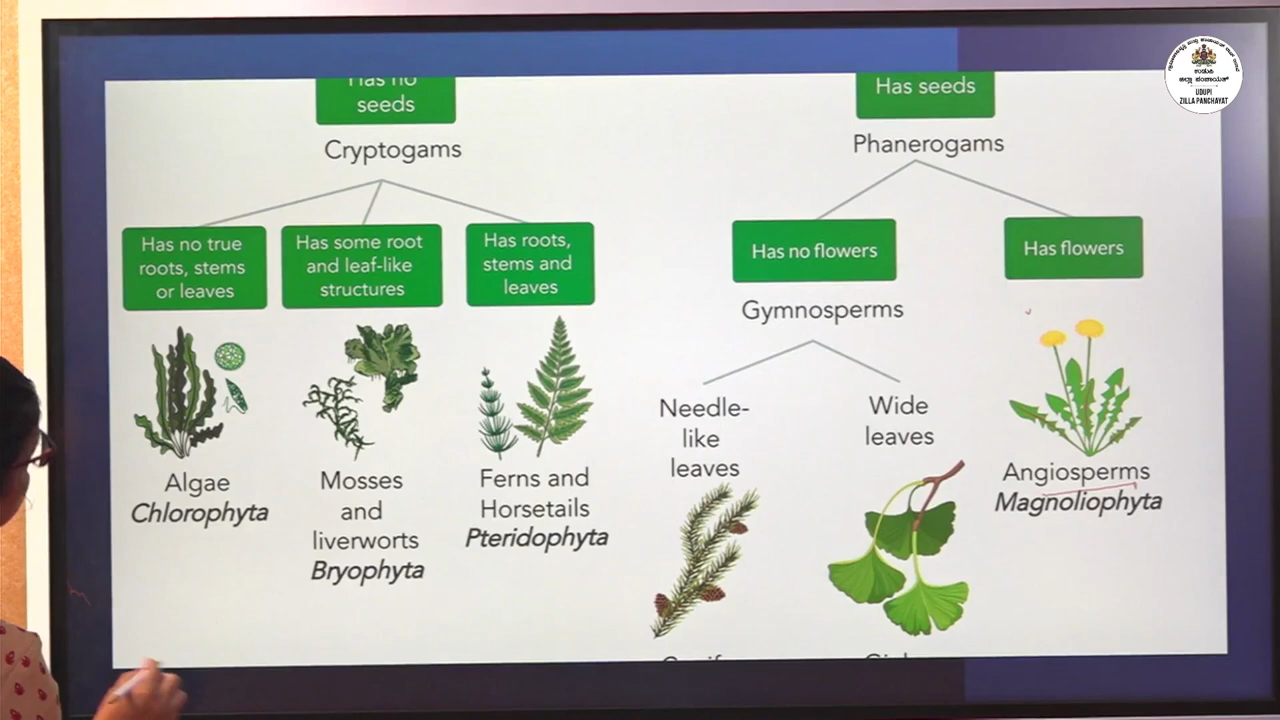 Has no
seeds
Cryptogams
Has no true
roots, stems
or leaves
Has some root
and leaf-like
structures
Has roots,
stems and
leaves
Algae
Chlorophyta
Mosses
and
liverworts
Bryophyta
Ferns and
Horsetails
Pteridophyta
Has seeds
Phanerogams
Has no flowers
Gymnosperms
Needle-
like
leaves
Wide
leaves
Has flowers
Angiosperms
Magnoliophyta
ಉಡುಪಿ
ಜಿಲ್ಲಾ ಪಂಚಾಯತ್
UDUPI
ZILLA PANCHAYAT